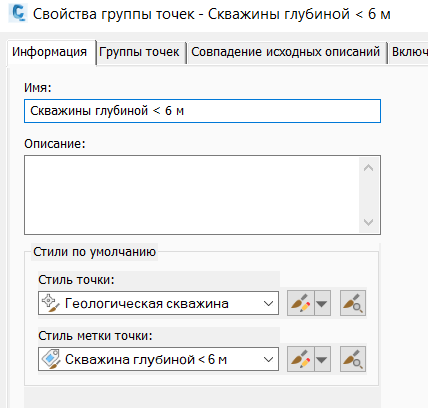 Свойства группы точек - Скважины глубиной < 6 м
Информация Группы точек Совпадение исходных описаний Включ
Имя:
Скважины глубиной < 6 м
Описание:
Стили по умолчанию
Стиль точки:
Геологическая скважина
Стиль метки точки:
Скважина глубиной < 6 м